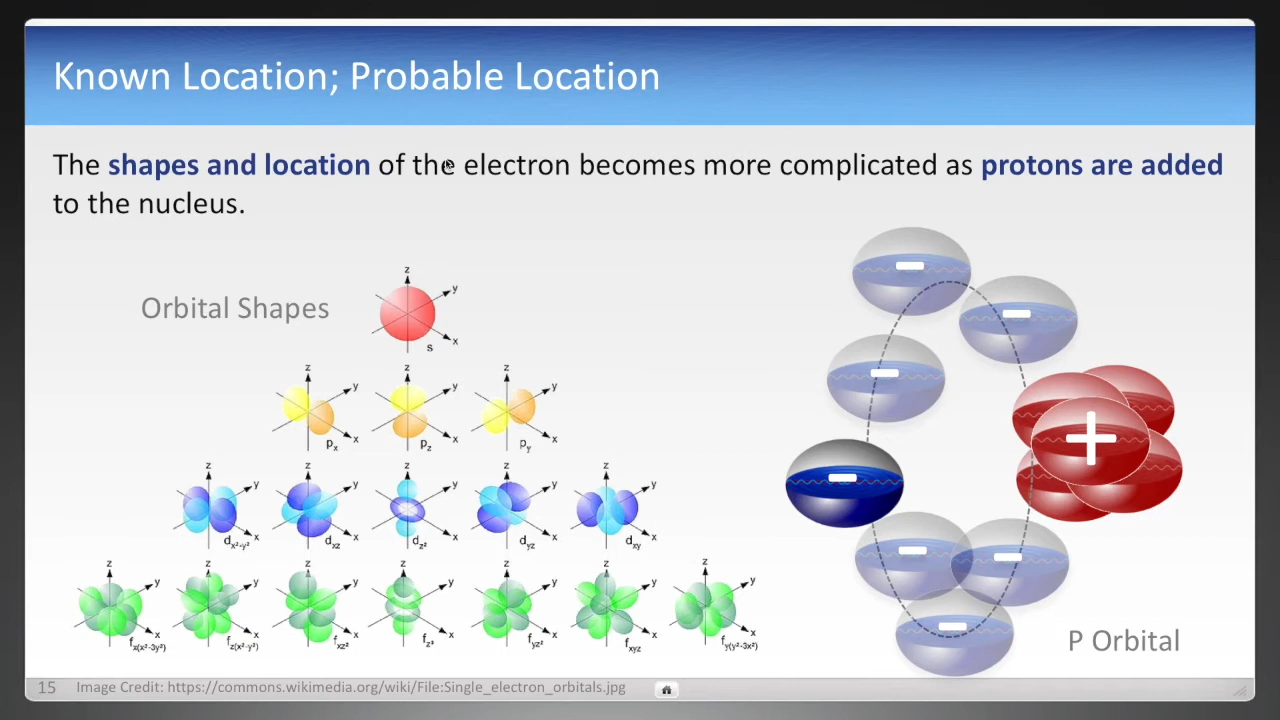 Known Location; Probable Location
The shapes and location of the electron becomes more complicated as protons are added
to the nucleus.
Orbital Shapes
z
y
x
s
z
y
x
px
z
y
x
pz
z
y
x
py
z
y
x
dx²-y²
z
y
x
dxz
z
y
x
dz²
z
y
x
dyz
z
y
x
dxy
z
y
x
fx(x²-3y²)
z
y
x
fz(x²-y²)
z
y
x
fxz²
z
y
x
fz³
z
y
x
fyz²
z
y
x
fxyz
z
y
x
fy(y²-3x²)
P Orbital
15 Image Credit: https://commons.wikimedia.org/wiki/File:Single_electron_orbitals.jpg